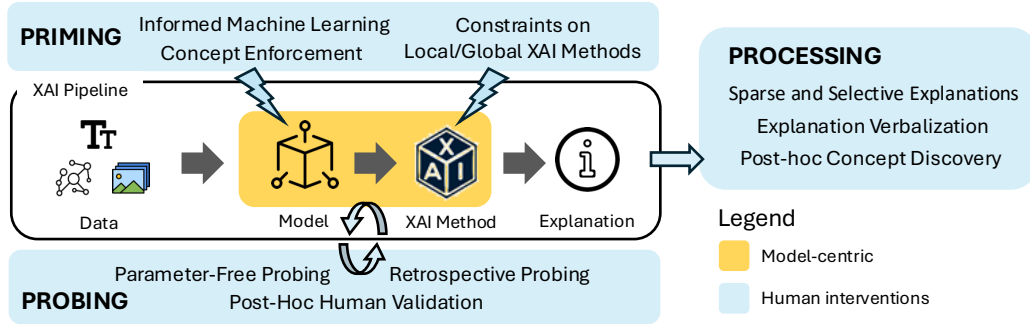 PRIMING
Informed Machine Learning
Concept Enforcement
Constraints on
Local/Global XAI Methods
PROCESSING
Sparse and Selective Explanations
Explanation Verbalization
Post-hoc Concept Discovery
XAI Pipeline
TT
X
A I
i
Data
Model
XAI Method
Explanation
PROBING
Parameter-Free Probing
Retrospective Probing
Post-Hoc Human Validation
Legend
Model-centric
Human interventions